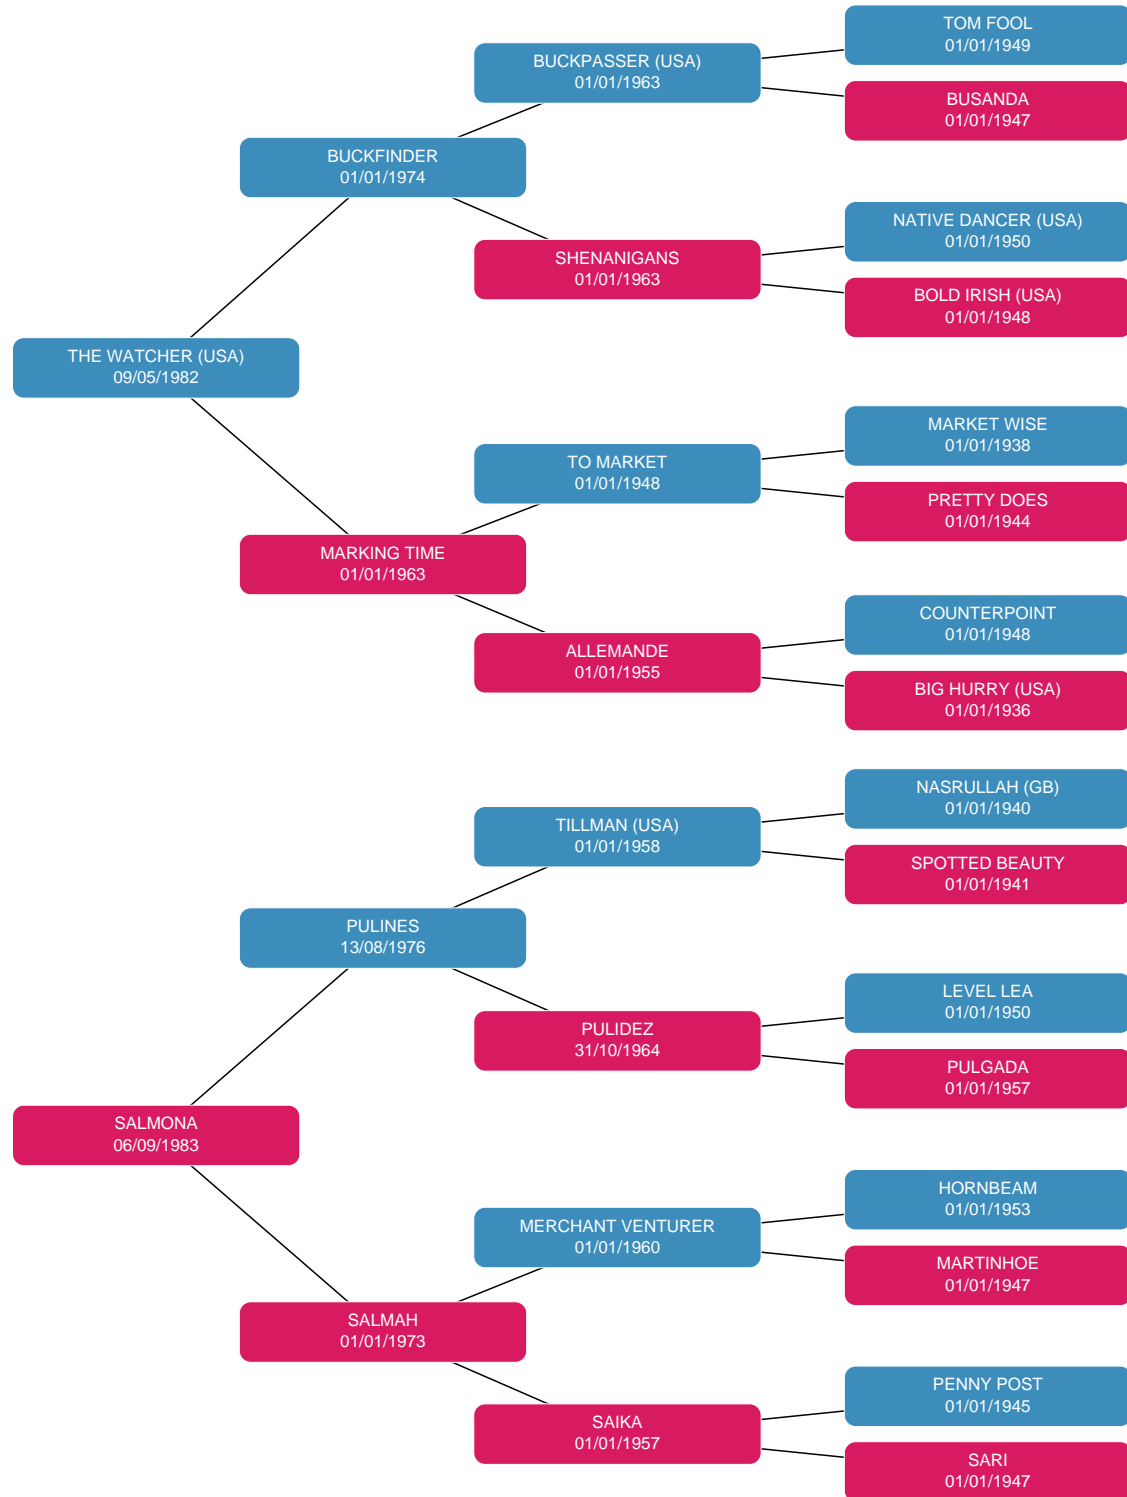 TOM FOOL
01/01/1949
BUCKPASSER (USA)
01/01/1963
BUSANDA
01/01/1947
BUCKFINDER
01/01/1974
NATIVE DANCER (USA)
01/01/1950
SHENANIGANS
01/01/1963
BOLD IRISH (USA)
01/01/1948
THE WATCHER (USA)
09/05/1982
MARKET WISE
01/01/1938
TO MARKET
01/01/1948
PRETTY DOES
01/01/1944
MARKING TIME
01/01/1963
COUNTERPOINT
01/01/1948
ALLEMANDE
01/01/1955
BIG HURRY (USA)
01/01/1936
NASRULLAH (GB)
01/01/1940
TILLMAN (USA)
01/01/1958
SPOTTED BEAUTY
01/01/1941
PULINES
13/08/1976
LEVEL LEA
01/01/1950
PULIDEZ
31/10/1964
PULGADA
01/01/1957
SALMONA
06/09/1983
HORNBEAM
01/01/1953
MERCHANT VENTURER
01/01/1960
MARTINHOE
01/01/1947
SALMAH
01/01/1973
PENNY POST
01/01/1945
SAIKA
01/01/1957
SARI
01/01/1947